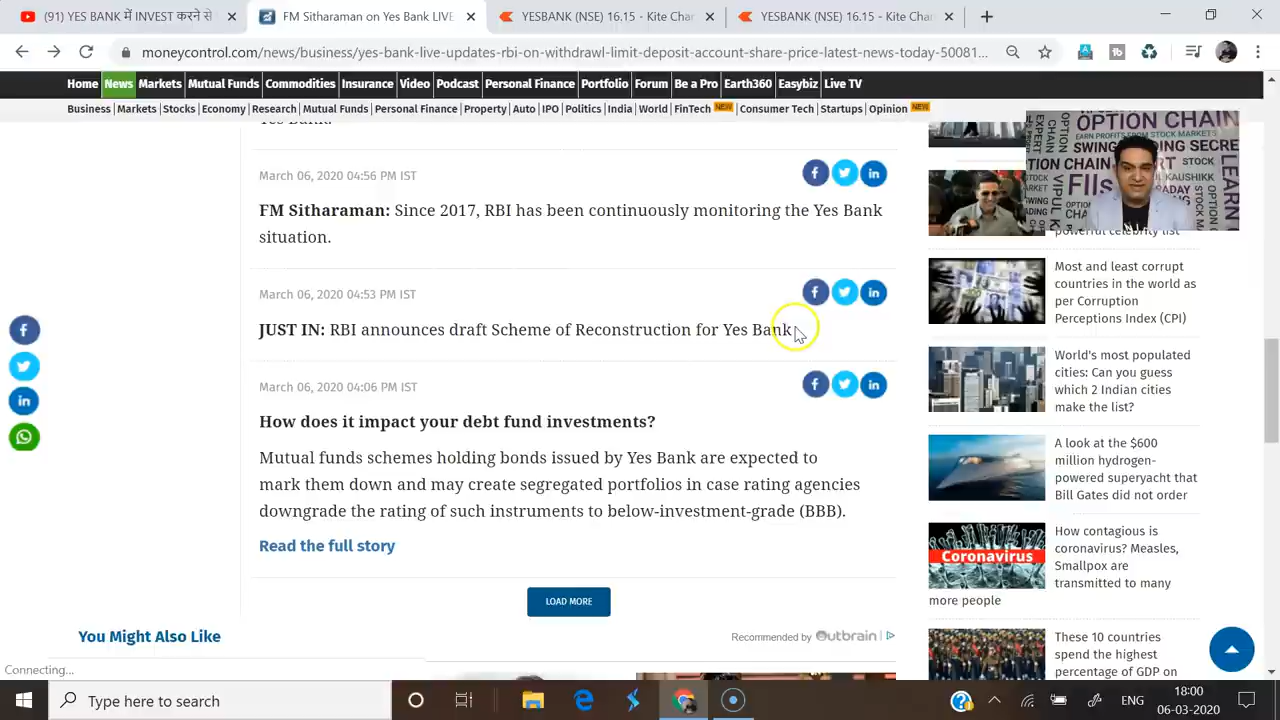 (91) YES BANK में INVEST करने से
FM Sitharaman on Yes Bank LIVE
YESBANK (NSE) 16.15 - Kite Char
YESBANK (NSE) 16.15 - Kite Char
moneycontrol.com/news/business/yes-bank-live-updates-rbi-on-withdrawl-limit-deposit-account-share-price-latest-news-today-50081...
Home News Markets Mutual Funds Commodities Insurance Video Podcast Personal Finance Portfolio Forum Be a Pro Earth360 Easybiz Live TV
Business Markets Stocks Economy Research Mutual Funds Personal Finance Property Auto IPO Politics India World FinTech NEW Consumer Tech Startups Opinion NEW
Yes Bank.
March 06, 2020 04:56 PM IST
FM Sitharaman: Since 2017, RBI has been continuously monitoring the Yes Bank
situation.
March 06, 2020 04:53 PM IST
JUST IN: RBI announces draft Scheme of Reconstruction for Yes Bank
March 06, 2020 04:06 PM IST
How does it impact your debt fund investments?
Mutual funds schemes holding bonds issued by Yes Bank are expected to
mark them down and may create segregated portfolios in case rating agencies
downgrade the rating of such instruments to below-investment-grade (BBB).
Read the full story
LOAD MORE
You Might Also Like
Recommended by Outbrain
OPTION CHAIN
EARN PROFITS FROM STOCK MARKETS
SECRE
OPTION
STOCK
FIIs
VIPUL K
LEARN
powerful celebrity list
Most and least corrupt
countries in the world as
per Corruption
Perceptions Index (CPI)
World's most populated
cities: Can you guess
which 2 Indian cities
make the list?
A look at the $600
million hydrogen-
powered superyacht that
Bill Gates did not order
Coronavirus
How contagious is
coronavirus? Measles,
Smallpox are
transmitted to many
more people
These 10 countries
spend the highest
percentage of GDP on
Connecting...
Type here to search
ENG
18:00
06-03-2020